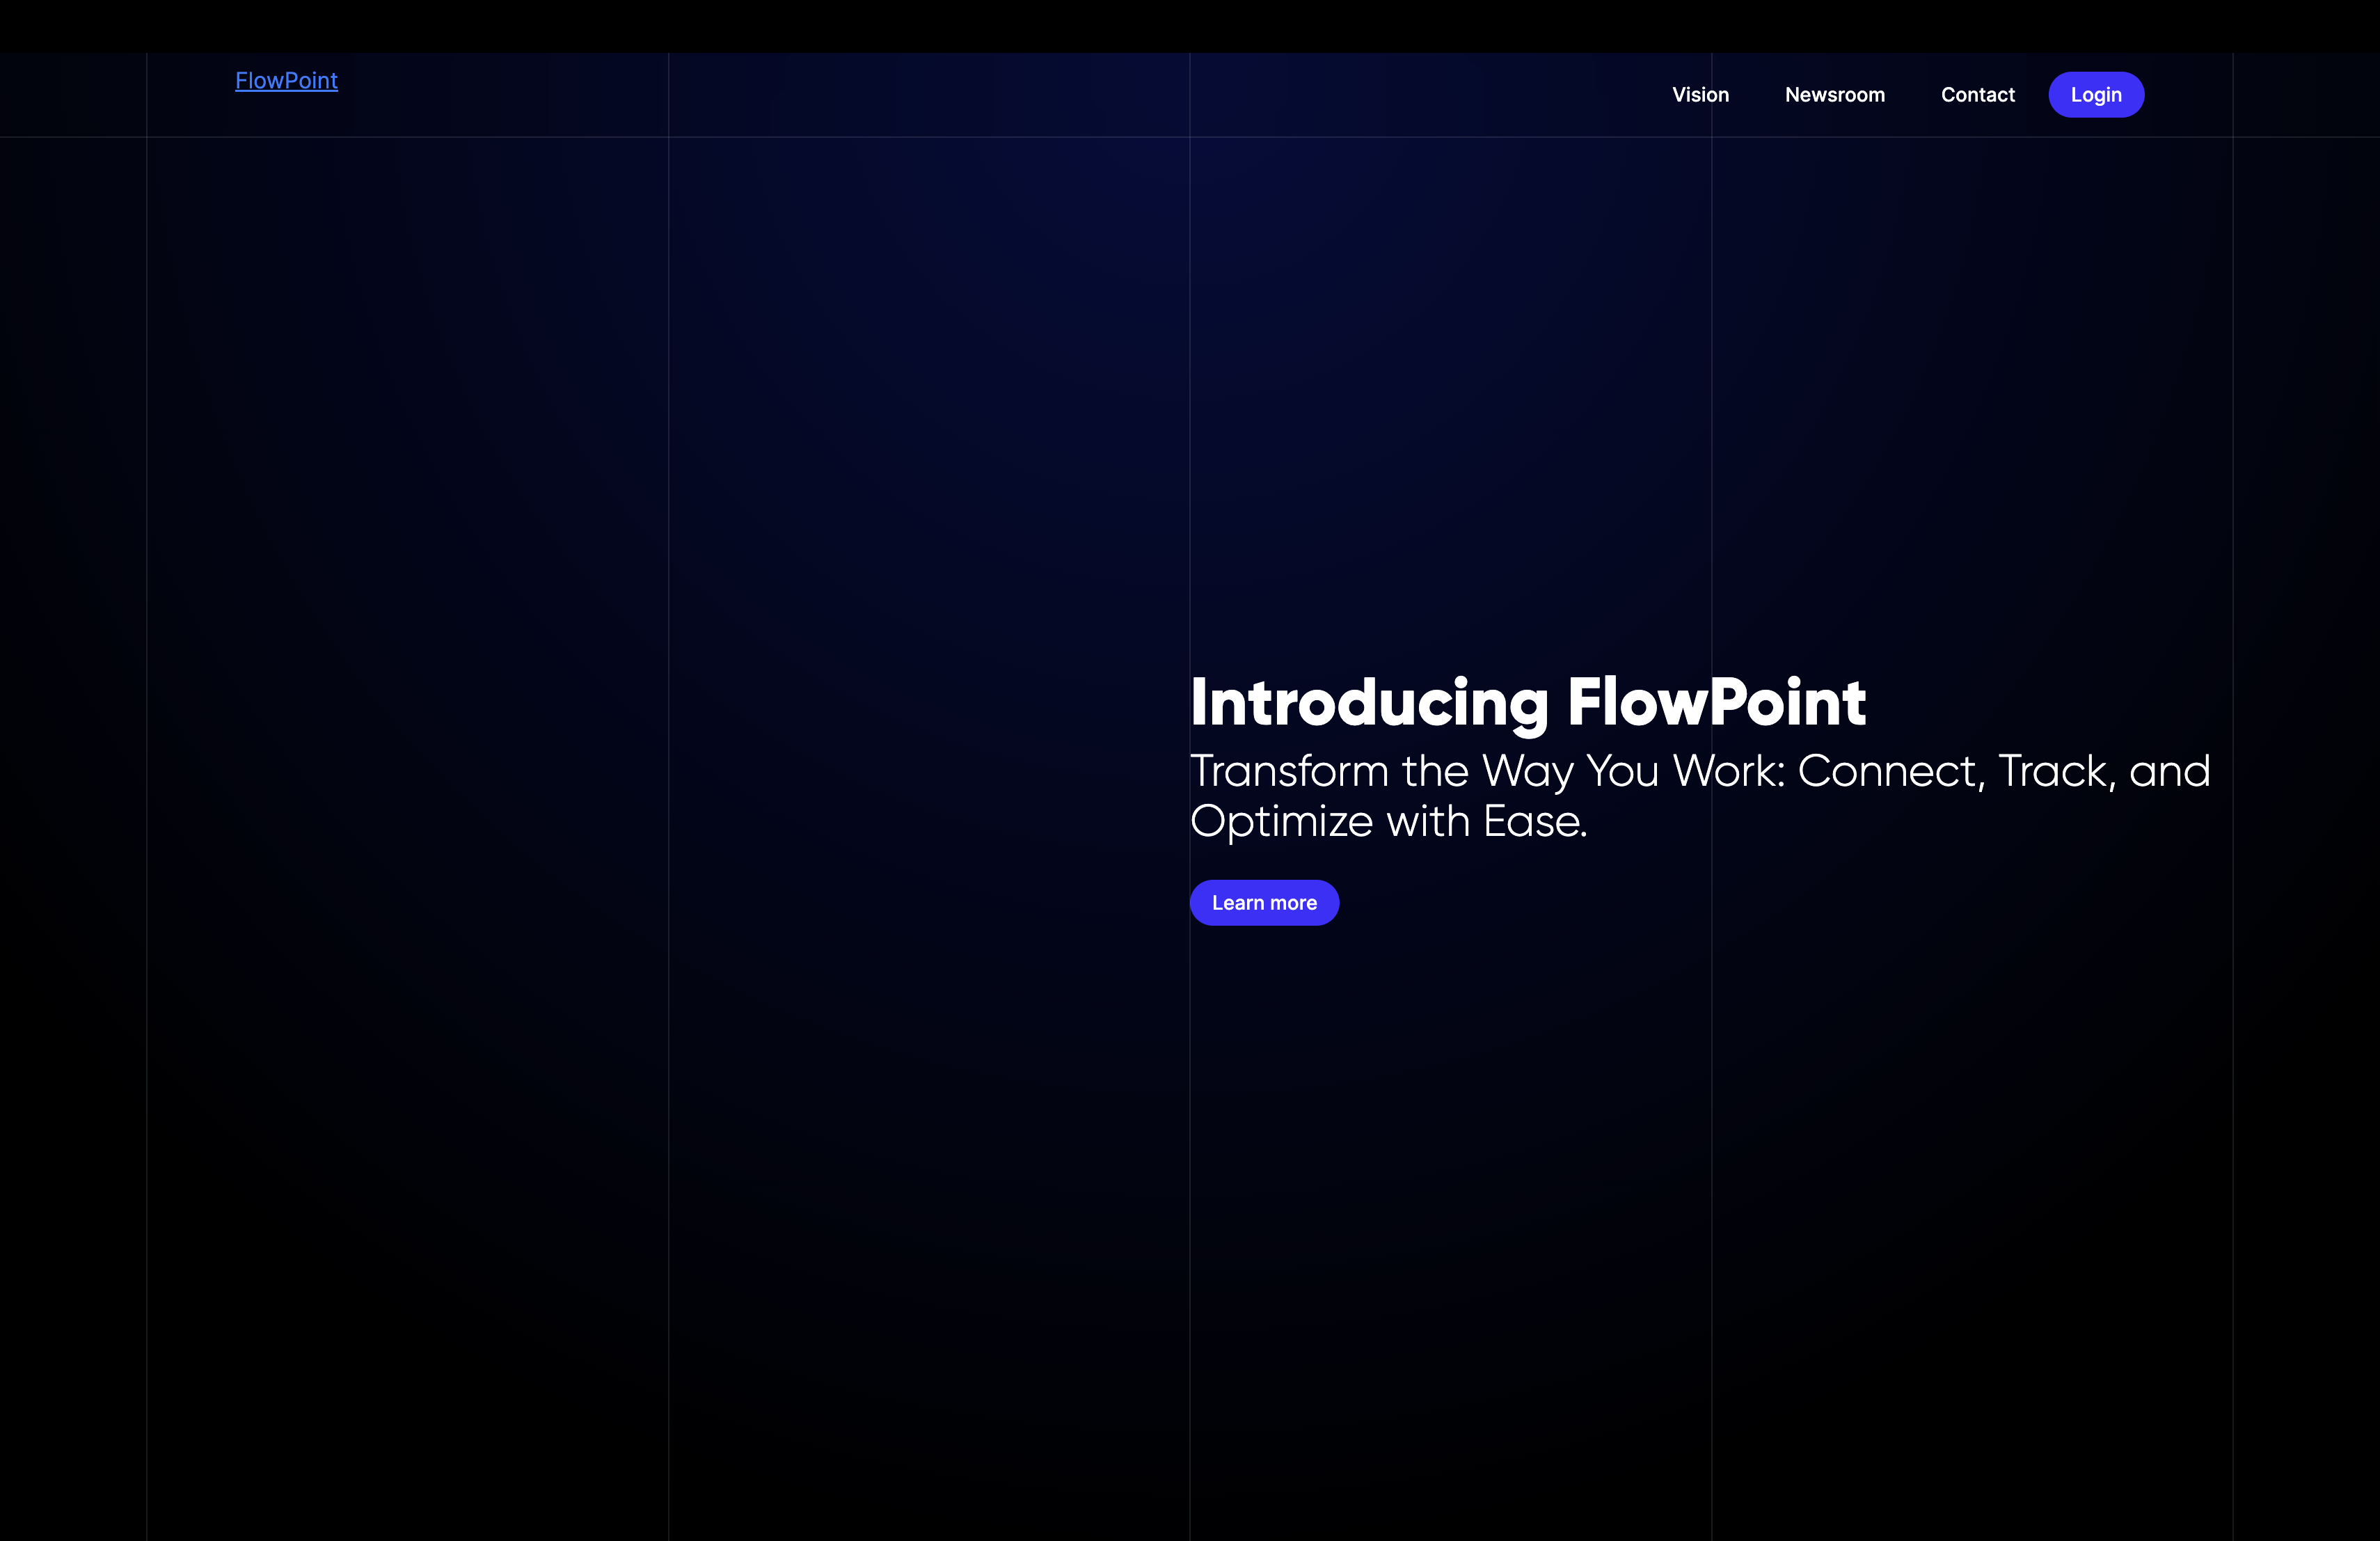 FlowPoint
Vision
Newsroom
Contact
Login
Introducing FlowPoint
Transform the Way You Work: Connect, Track, and
Optimize with Ease.
Learn more